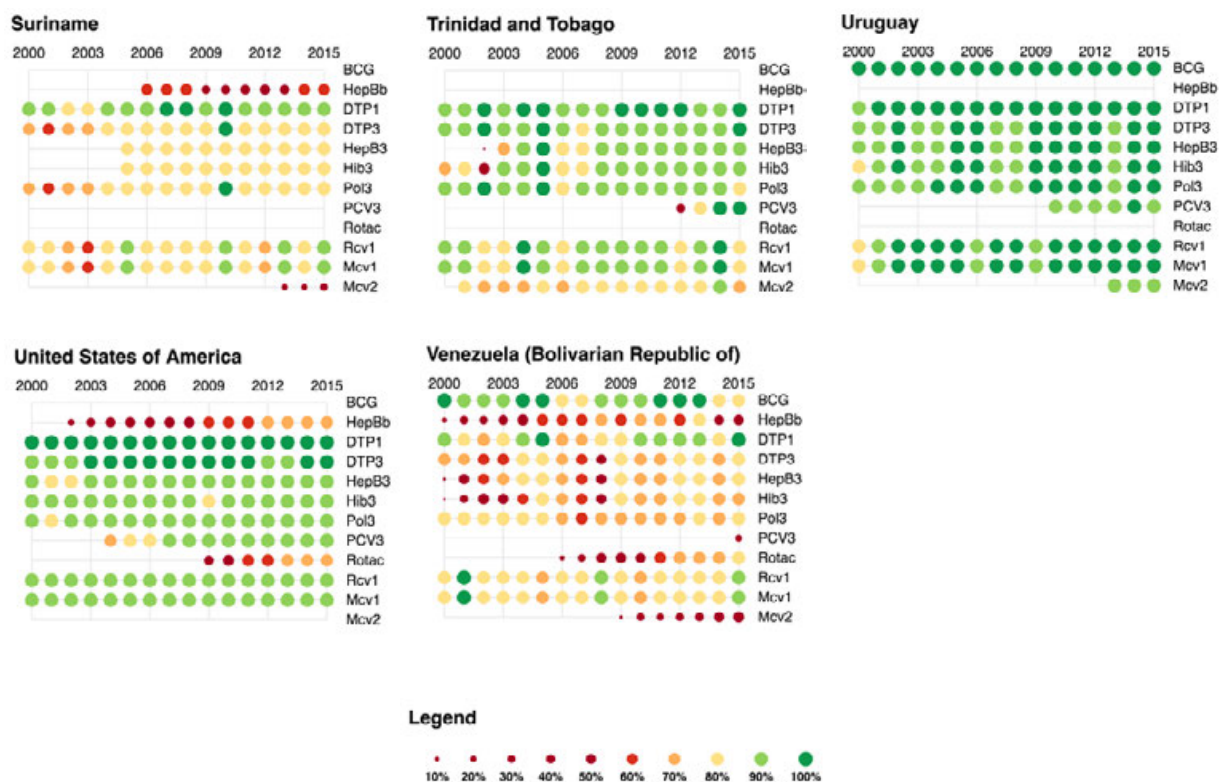 Suriname
2000 2003 2006 2009 2012 2015
BCG
HepBb
DTP1
DTP3
HepB3
Hib3
Pol3
PCV3
Rotac
Rcv1
Mcv1
Mcv2
Trinidad and Tobago
2000 2003 2006 2009 2012 2015
BCG
HepBb
DTP1
DTP3
HepB3
Hib3
Pol3
PCV3
Rotac
Rcv1
Mcv1
Mcv2
Uruguay
2000 2003 2006 2009 2012 2015
BCG
HepBb
DTP1
DTP3
HepB3
Hib3
Pol3
PCV3
Rotac
Rcv1
Mcv1
Mcv2
United States of America
2000 2003 2006 2009 2012 2015
BCG
HepBb
DTP1
DTP3
HepB3
Hib3
Pol3
PCV3
Rotac
Rcv1
Mcv1
Mcv2
Venezuela (Bolivarian Republic of)
2000 2003 2006 2009 2012 2015
BCG
HepBb
DTP1
DTP3
HepB3
Hib3
Pol3
PCV3
Rotac
Rcv1
Mcv1
Mcv2
Legend
10% 20% 30% 40% 50% 60% 70% 80% 90% 100%